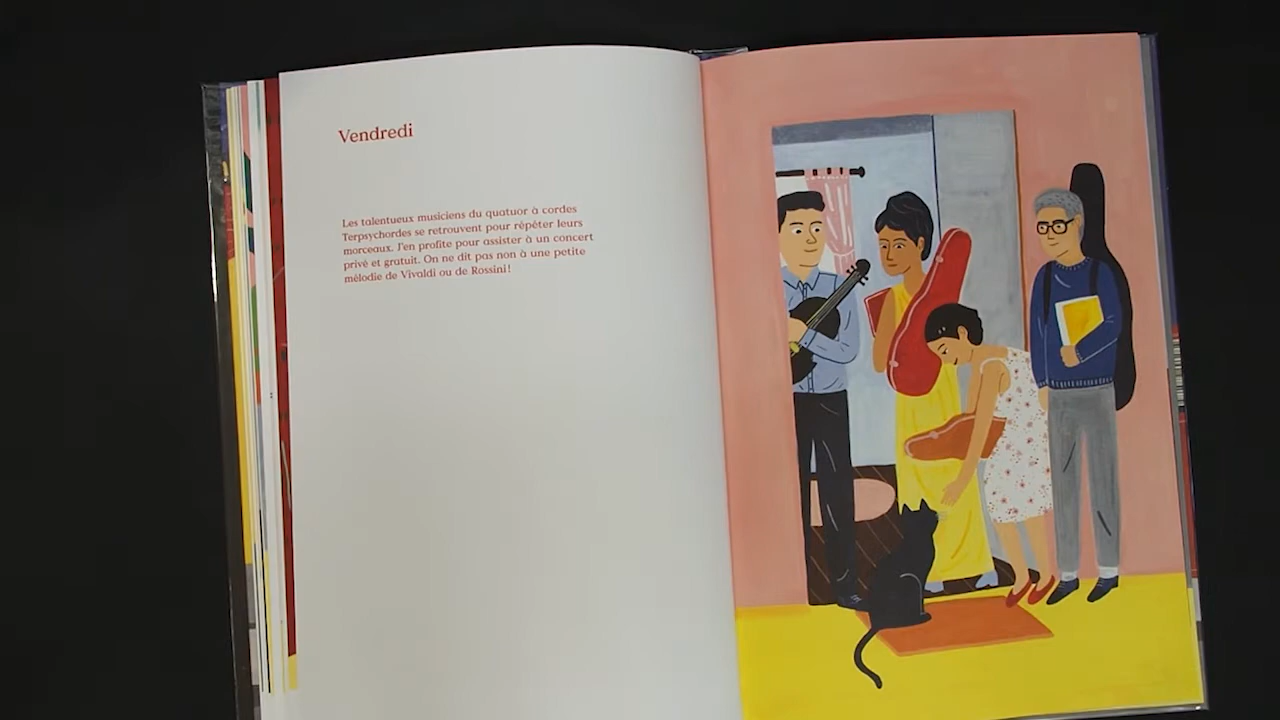 Vendredi
Les talentueux musiciens du quatuor à cordes
Terpsychordes se retrouvent pour répéter leurs
morceaux. J'en profite pour assister à un concert
privé et gratuit. On ne dit pas non à une petite
mélodie de Vivaldi ou de Rossini!